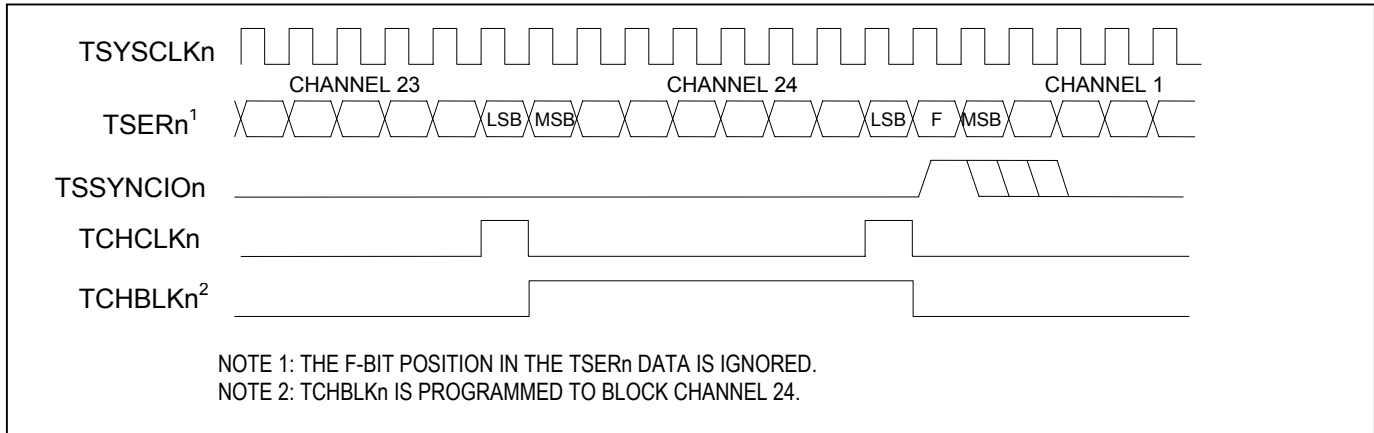 TSYSCLKn
CHANNEL 23 CHANNEL 24 CHANNEL 1
TSERn¹ LSB MSB LSB F MSB
TSSYNCIOn
TCHCLKn
TCHBLKn²
NOTE 1: THE F-BIT POSITION IN THE TSERn DATA IS IGNORED.
NOTE 2: TCHBLKn IS PROGRAMMED TO BLOCK CHANNEL 24.